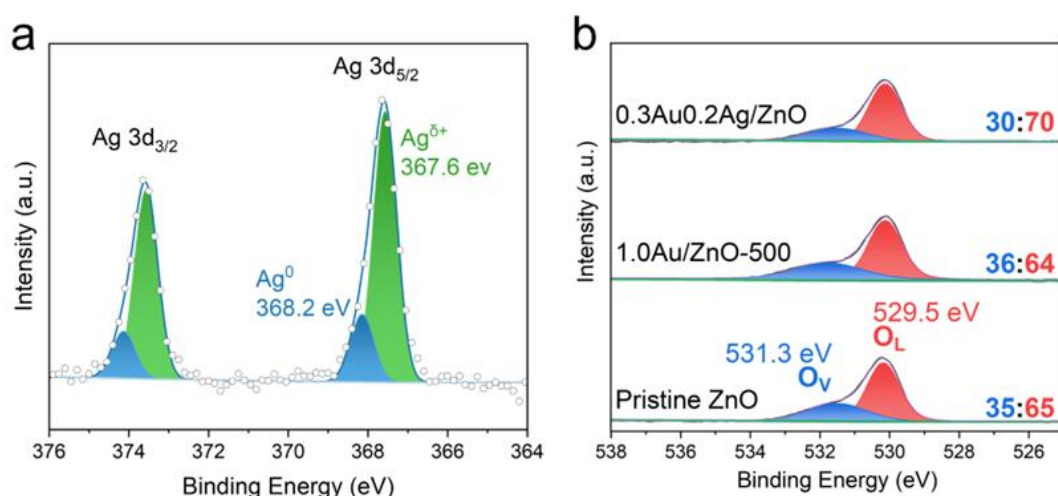 a
Ag 3d5/2
Ag 3d3/2
Agδ+
367.6 ev
Ag0
368.2 eV
Intensity (a.u.)
376 374 372 370 368 366 364
Binding Energy (eV)
b
0.3Au0.2Ag/ZnO
30:70
1.0Au/ZnO-500
36:64
529.5 eV
OL
531.3 eV
OV
Pristine ZnO
35:65
Intensity (a.u.)
538 536 534 532 530 528 526
Binding Energy (eV)